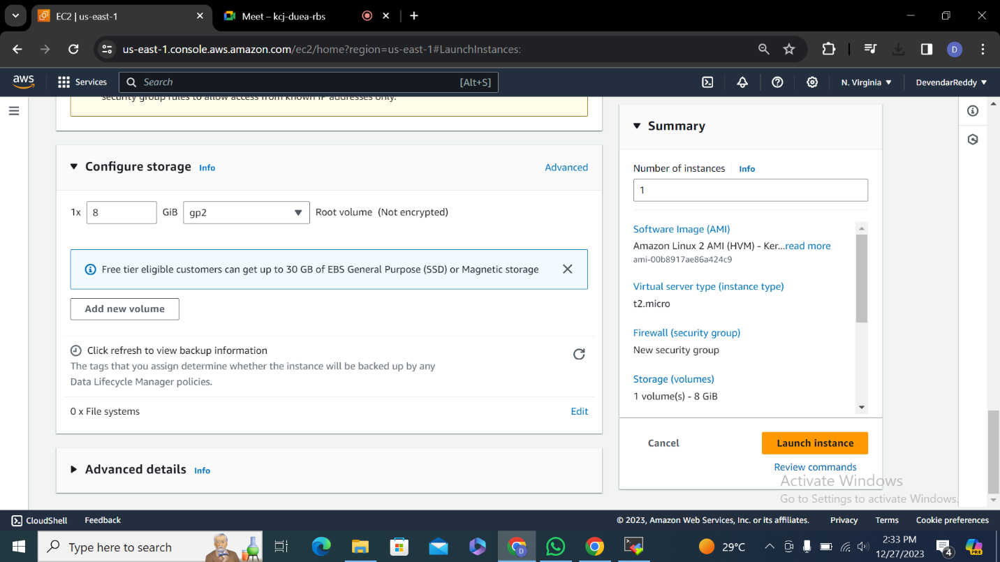 EC2 | us-east-1
Meet – kcj-duea-rbs
us-east-1.console.aws.amazon.com/ec2/home?region=us-east-1#LaunchInstances:
D
aws
Services
Search
[Alt+S]
N. Virginia
DevendarReddy
security group rules to allow access from known IP addresses only.
Configure storage Info
Advanced
1x 8 GiB gp2 Root volume (Not encrypted)
Free tier eligible customers can get up to 30 GB of EBS General Purpose (SSD) or Magnetic storage
Add new volume
Click refresh to view backup information
The tags that you assign determine whether the instance will be backed up by any
Data Lifecycle Manager policies.
0 x File systems
Edit
Advanced details Info
Summary
Number of instances Info
1
Software Image (AMI)
Amazon Linux 2 AMI (HVM) - Ker...read more
ami-00b8917ae86a424c9
Virtual server type (instance type)
t2.micro
Firewall (security group)
New security group
Storage (volumes)
1 volume(s) - 8 GiB
Cancel
Launch instance
Review commands
Activate Windows
Go to Settings to activate Windows.
CloudShell
Feedback
© 2023, Amazon Web Services, Inc. or its affiliates.
Privacy
Terms
Cookie preferences
Type here to search
D
29°C
2:33 PM
12/27/2023
4
PRE